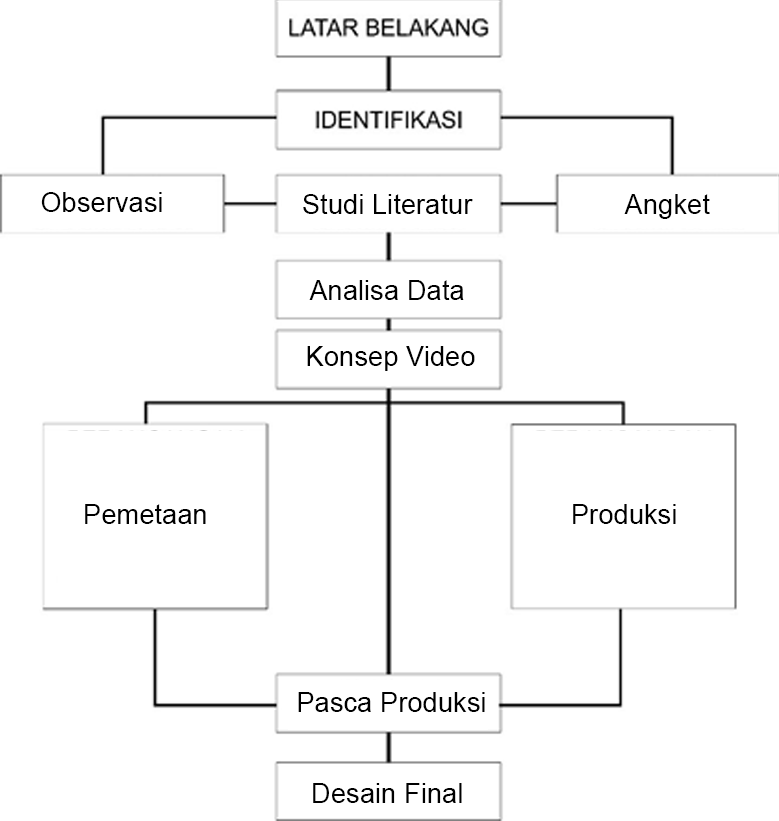 LATAR BELAKANG
IDENTIFIKASI
Observasi
Studi Literatur
Angket
Analisa Data
Konsep Video
Pemetaan
Produksi
Pasca Produksi
Desain Final